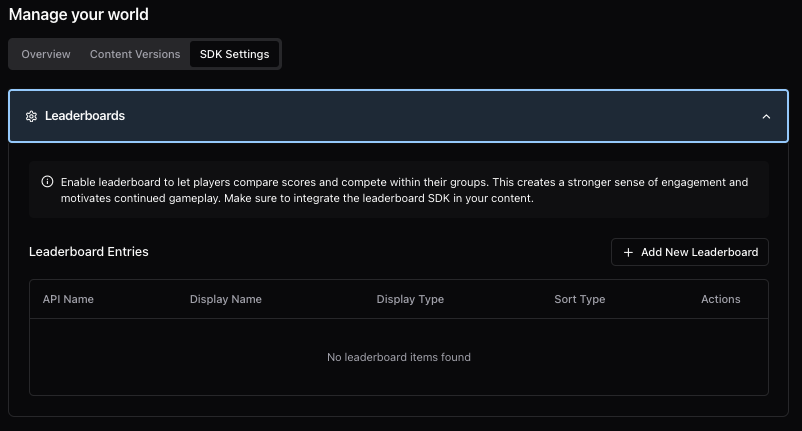 Manage your world
Overview
Content Versions
SDK Settings
Leaderboards
Enable leaderboard to let players compare scores and compete within their groups. This creates a stronger sense of engagement and
motivates continued gameplay. Make sure to integrate the leaderboard SDK in your content.
Leaderboard Entries
Add New Leaderboard
API Name
Display Name
Display Type
Sort Type
Actions
No leaderboard items found